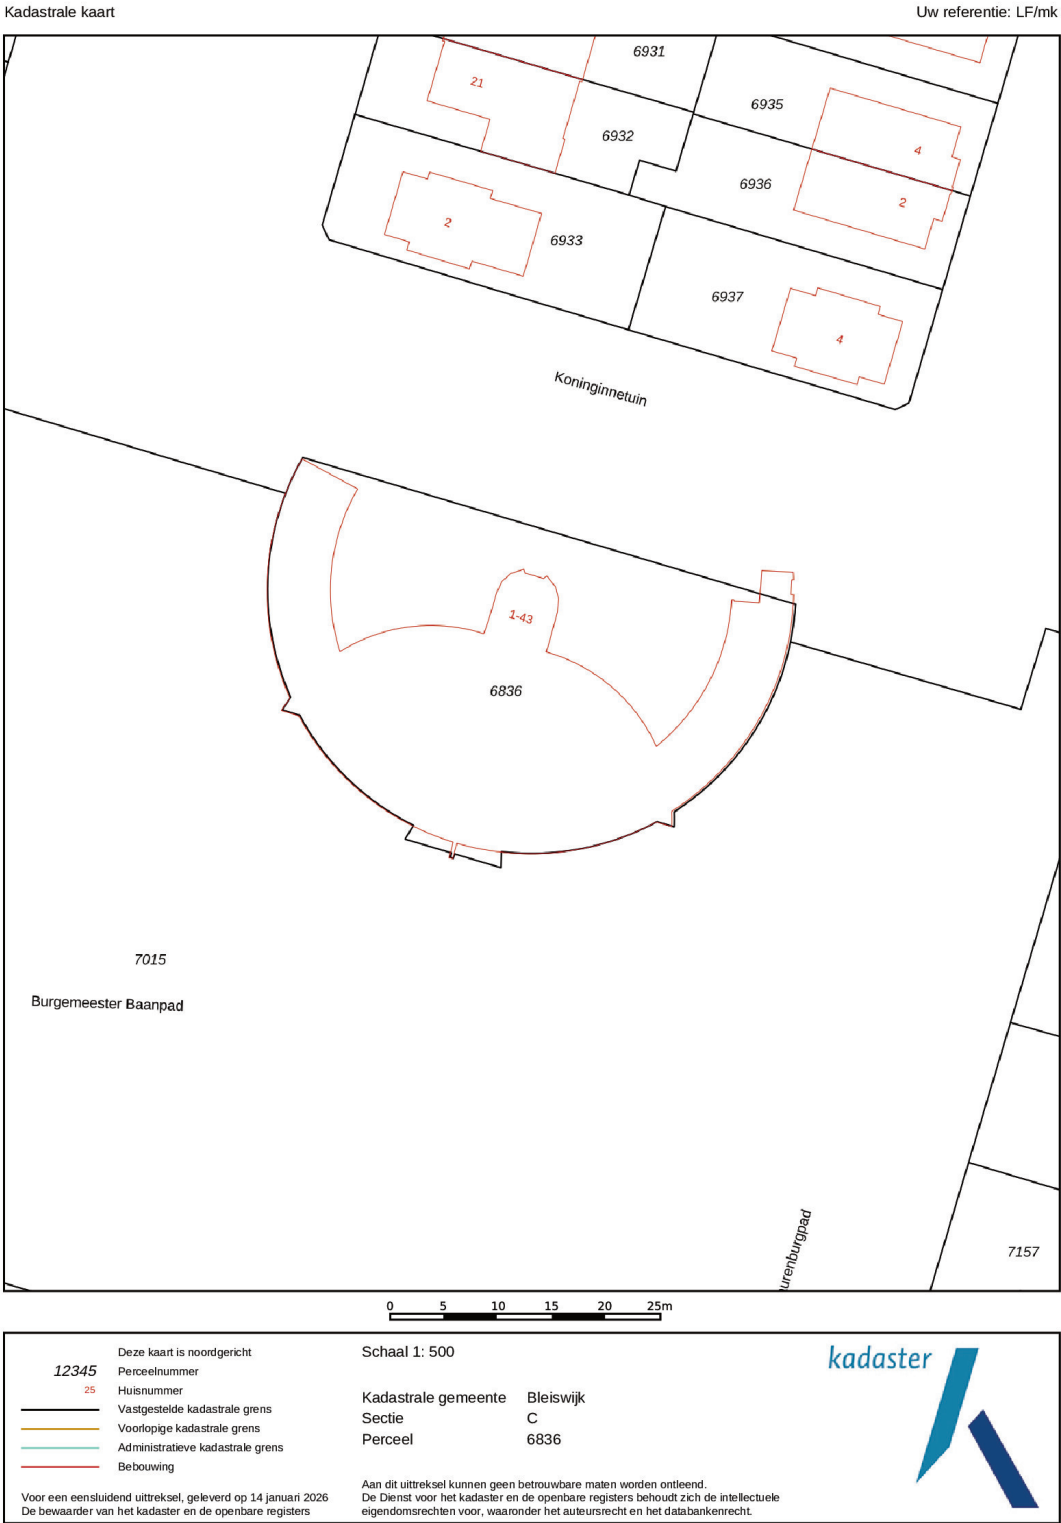 Kadastrale kaart
Uw referentie: LF/mk
6931
21
6935
6932
4
6936
2
2
6933
6937
4
Koninginnetuin
1-43
6836
7015
Burgemeester Baanpad
urenburgpad
7157
0 5 10 15 20 25m
Deze kaart is noordgericht
12345 Perceelnummer
25 Huisnummer
Vastgestelde kadastrale grens
Voorlopige kadastrale grens
Administratieve kadastrale grens
Bebouwing
Voor een eensluidend uittreksel, geleverd op 14 januari 2026
De bewaarder van het kadaster en de openbare registers
Schaal 1: 500
Kadastrale gemeente Bleiswijk
Sectie C
Perceel 6836
Aan dit uittreksel kunnen geen betrouwbare maten worden ontleend.
De Dienst voor het kadaster en de openbare registers behoudt zich de intellectuele
eigendomsrechten voor, waaronder het auteursrecht en het databankenrecht.
kadaster